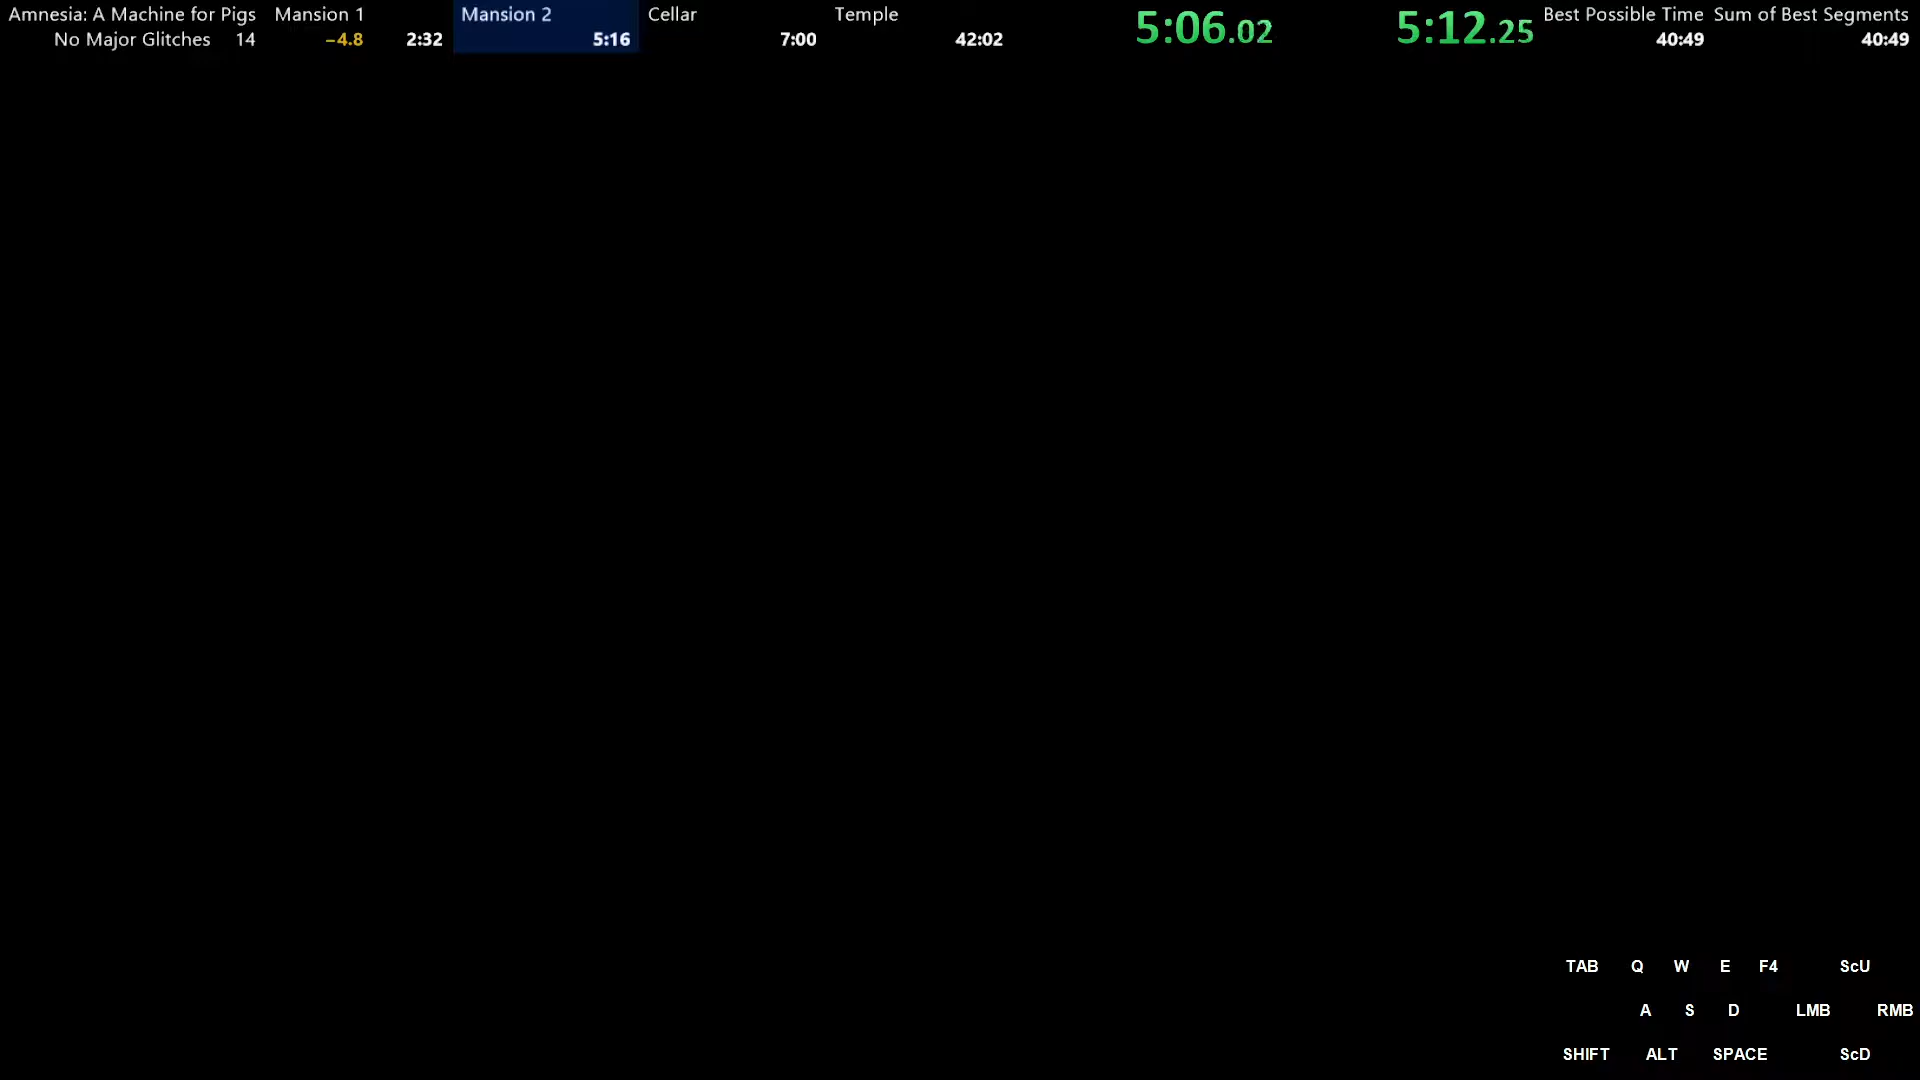 Amnesia: A Machine for Pigs Mansion 1 Mansion 2 Cellar Temple 5:06.02 5:12.25 Best Possible Time Sum of Best Segments
No Major Glitches 14 −4.8 2:32 5:16 7:00 42:02 40:49 40:49
TAB Q W E F4 ScU
A S D LMB RMB
SHIFT ALT SPACE ScD